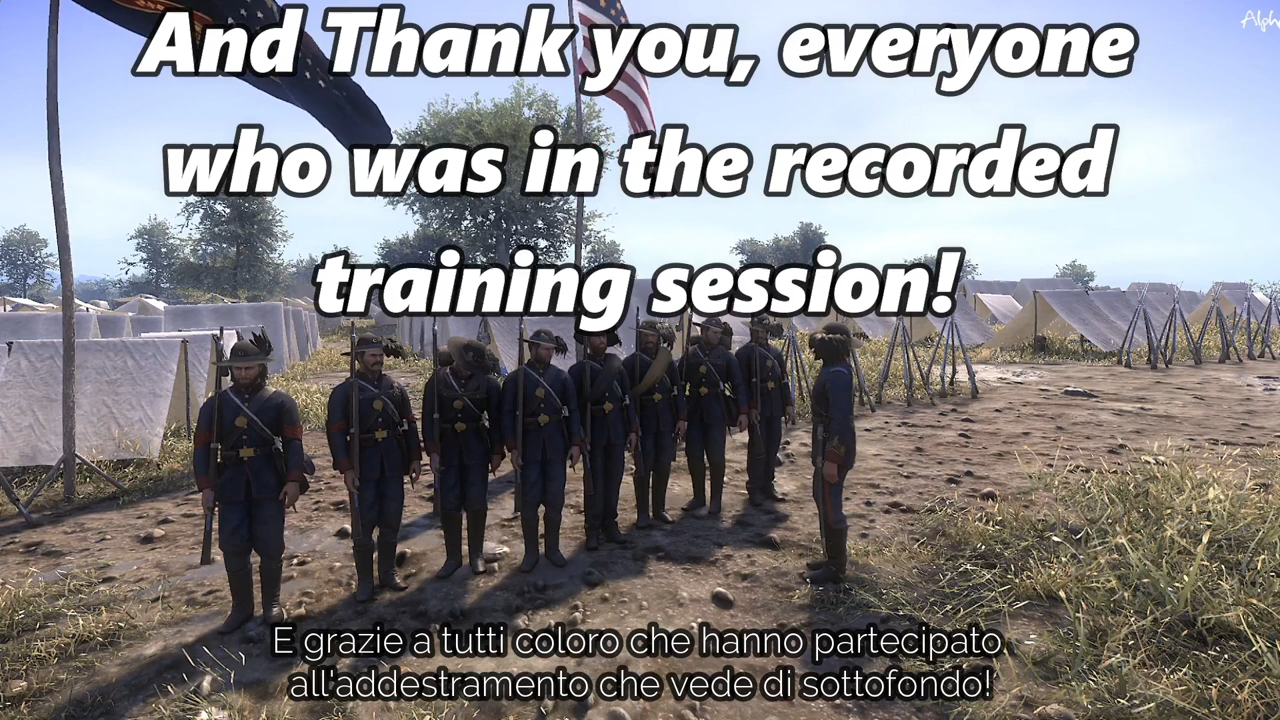 Alph
And Thank you, everyone
who was in the recorded
training session!
E grazie a tutti coloro che hanno partecipato
all'addestramento che vede di sottofondo!